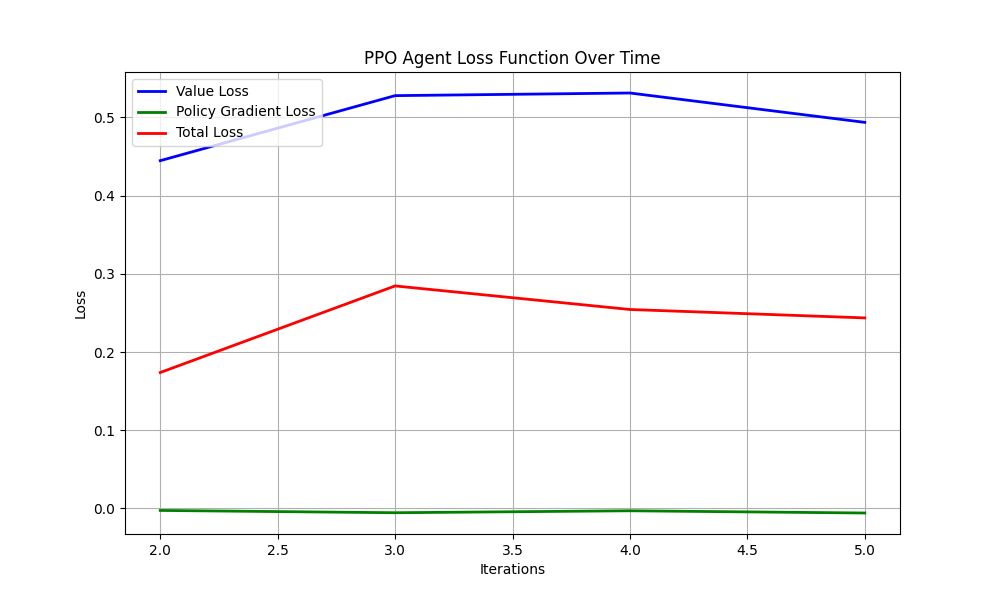 PPO Agent Loss Function Over Time
Value Loss
Policy Gradient Loss
Total Loss
0.5
0.4
0.3
0.2
0.1
0.0
Loss
2.0 2.5 3.0 3.5 4.0 4.5 5.0
Iterations